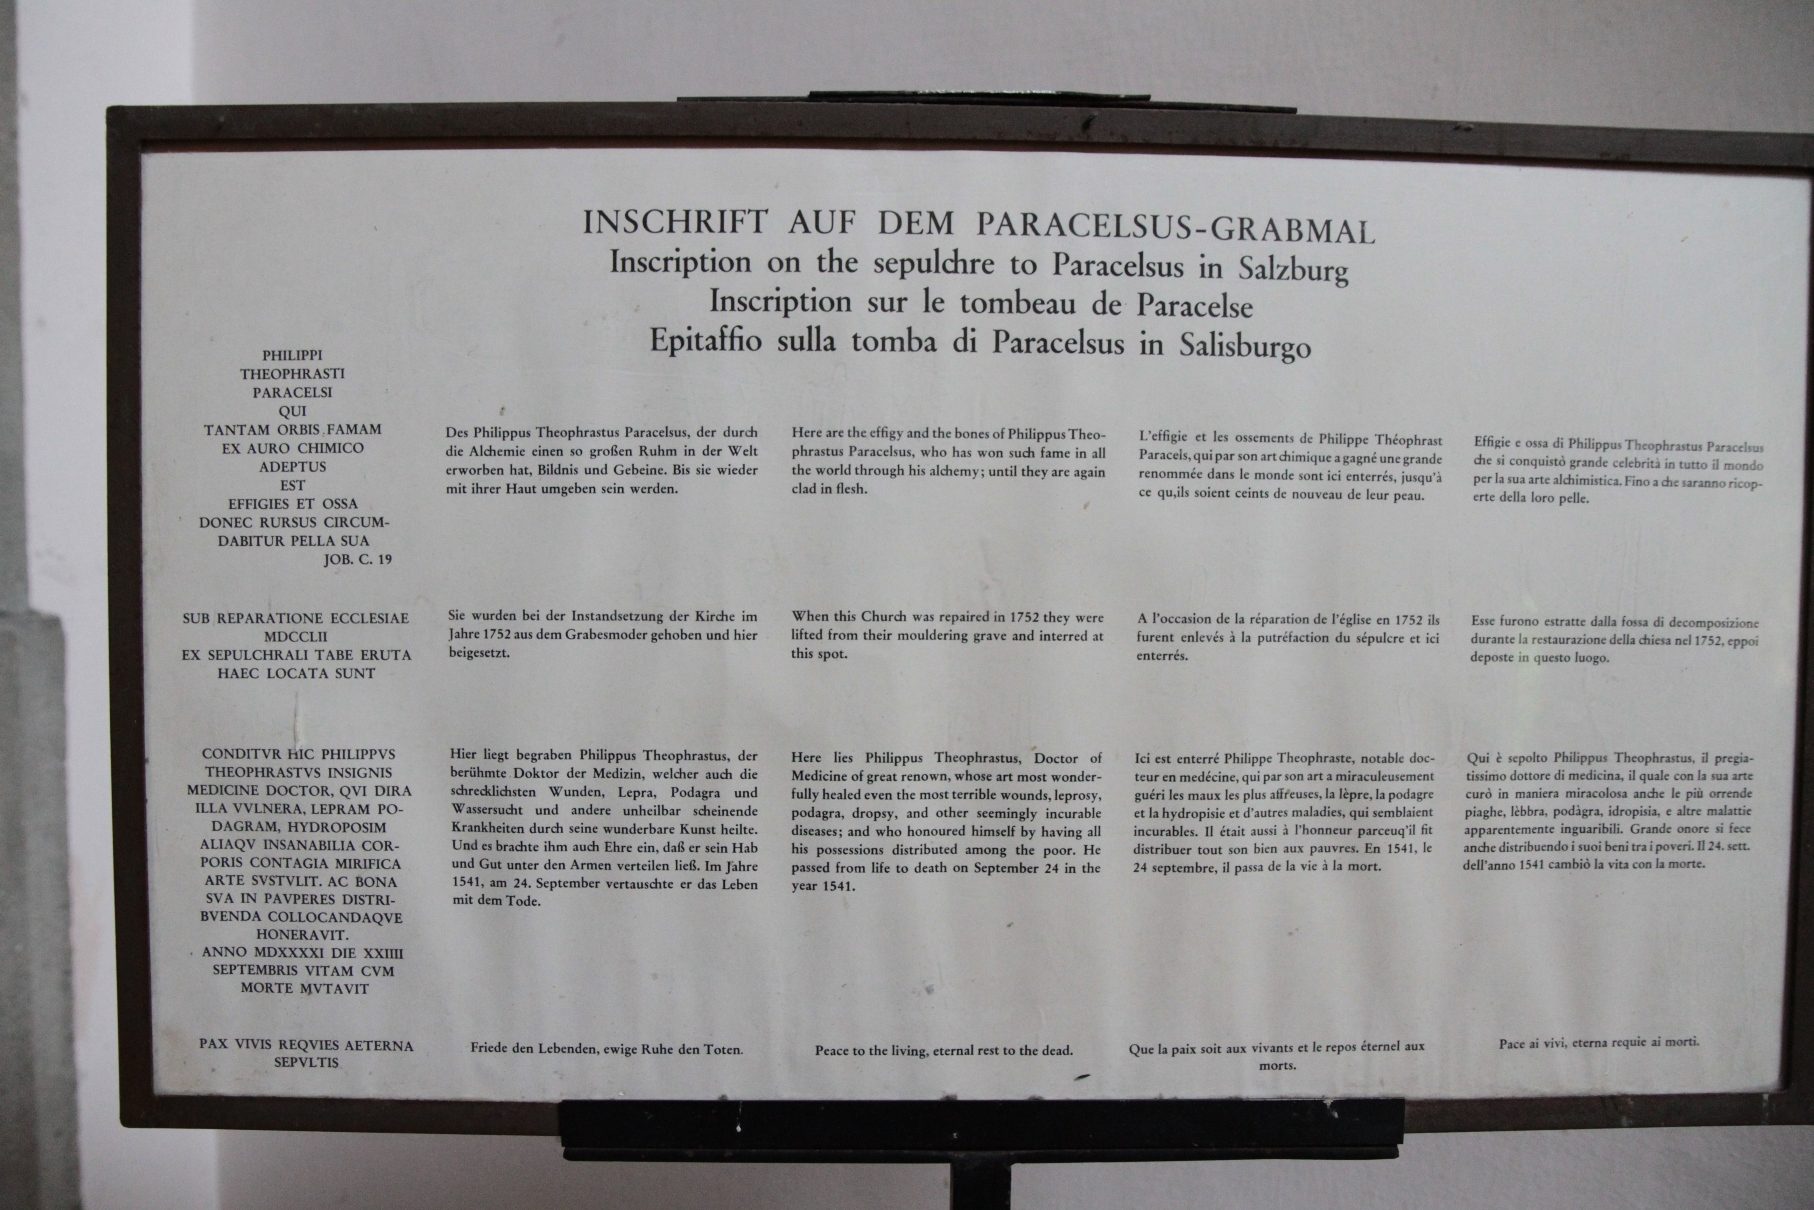 INSCHRIFT AUF DEM PARACELSUS-GRABMAL
Inscription on the sepulchre to Paracelsus in Salzburg
Inscription sur le tombeau de Paracelse
Epitaffio sulla tomba di Paracelsus in Salisburgo
PHILIPPI
THEOPHRASTI
PARACELSI
QUI
TANTAM ORBIS FAMAM
EX AURO CHIMICO
ADEPTUS
EST
EFFIGIES ET OSSA
DONEC RURSUS CIRCUM-
DABITUR PELLA SUA
JOB. C. 19
Des Philippus Theophrastus Paracelsus, der durch
die Alchemie einen so großen Ruhm in der Welt
erworben hat, Bildnis und Gebeine. Bis sie wieder
mit ihrer Haut umgeben sein werden.
Here are the effigy and the bones of Philippus Theo-
phrastus Paracelsus, who has won such fame in all
the world through his alchemy; until they are again
clad in flesh.
L'effigie et les ossements de Philippe Théophrast
Paracels, qui par son art chimique a gagné une grande
renommée dans le monde sont ici enterrés, jusqu'à
ce qu,ils soient ceints de nouveau de leur peau.
Effigie e ossa di Philippus Theophrastus Paracelsus
che si conquistò grande celebrità in tutto il mondo
per la sua arte alchimistica. Fino a che saranno ricop-
erte della loro pelle.
SUB REPARATIONE ECCLESIAE
MDCCLII
EX SEPULCHRALI TABE ERUTA
HAEC LOCATA SUNT
Sie wurden bei der Instandsetzung der Kirche im
Jahre 1752 aus dem Grabesmoder gehoben und hier
beigesetzt.
When this Church was repaired in 1752 they were
lifted from their mouldering grave and interred at
this spot.
A l'occasion de la réparation de l'église en 1752 ils
furent enlevés à la putréfaction du sépulcre et ici
enterrés.
Esse furono estratte dalla fossa di decomposizione
durante la restaurazione della chiesa nel 1752, eppoi
deposte in questo luogo.
CONDITVR HIC PHILIPPVS
THEOPHRASTVS INSIGNIS
MEDICINE DOCTOR, QVI DIRA
ILLA VVLNERA, LEPRAM PO-
DAGRAM, HYDROPOSIM
ALIAQV INSANABILIA COR-
PORIS CONTAGIA MIRIFICA
ARTE SVSTVLIT. AC BONA
SVA IN PAVPERES DISTRI-
BVENDA COLLOCANDAQVE
HONERAVIT.
ANNO MDXXXXI DIE XXIIII
SEPTEMBRIS VITAM CVM
MORTE MVTAVIT
Hier liegt begraben Philippus Theophrastus, der
berühmte Doktor der Medizin, welcher auch die
schrecklichsten Wunden, Lepra, Podagra und
Wassersucht und andere unheilbar scheinende
Krankheiten durch seine wunderbare Kunst heilte.
Und es brachte ihm auch Ehre ein, daß er sein Hab
und Gut unter den Armen verteilen ließ. Im Jahre
1541, am 24. September vertauschte er das Leben
mit dem Tode.
Here lies Philippus Theophrastus, Doctor of
Medicine of great renown, whose art most wonder-
fully healed even the most terrible wounds, leprosy,
podagra, dropsy, and other seemingly incurable
diseases; and who honoured himself by having all
his possessions distributed among the poor. He
passed from life to death on September 24 in the
year 1541.
Ici est enterré Philippe Theophraste, notable doc-
teur en medécine, qui par son art a miraculeusement
guéri les maux les plus affreuses, la lèpre, la podagre
et la hydropisie et d'autres maladies, qui semblaient
incurables. Il était aussi à l'honneur parceuq'il fit
distribuer tout son bien aux pauvres. En 1541, le
24 septembre, il passa de la vie à la mort.
Qui è sepolto Philippus Theophrastus, il pregia-
tissimo dottore di medicina, il quale con la sua arte
curò in maniera miracolosa anche le più orrende
piaghe, lèbbra, podàgra, idropisia, e altre malattie
apparentemente inguaribili. Grande onore si fece
anche distribuendo i suoi beni tra i poveri. Il 24. sett.
dell'anno 1541 cambiò la vita con la morte.
PAX VIVIS REQVIES AETERNA
SEPVLTIS
Friede den Lebenden, ewige Ruhe den Toten.
Peace to the living, eternal rest to the dead.
Que la paix soit aux vivants et le repos éternel aux
morts.
Pace ai vivi, eterna requie ai morti.